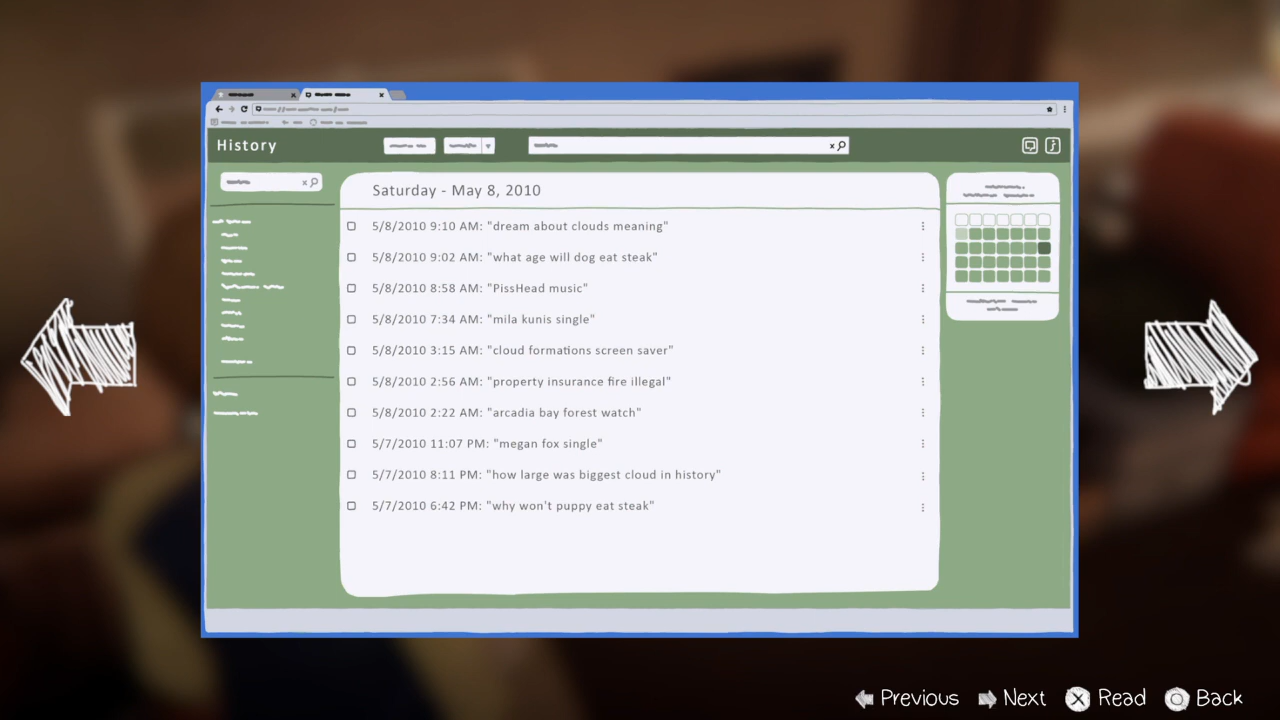 History
Saturday - May 8, 2010
5/8/2010 9:10 AM: "dream about clouds meaning"
5/8/2010 9:02 AM: "what age will dog eat steak"
5/8/2010 8:58 AM: "PissHead music"
5/8/2010 7:34 AM: "mila kunis single"
5/8/2010 3:15 AM: "cloud formations screen saver"
5/8/2010 2:56 AM: "property insurance fire illegal"
5/8/2010 2:22 AM: "arcadia bay forest watch"
5/7/2010 11:07 PM: "megan fox single"
5/7/2010 8:11 PM: "how large was biggest cloud in history"
5/7/2010 6:42 PM: "why won't puppy eat steak"
Previous Next Read Back